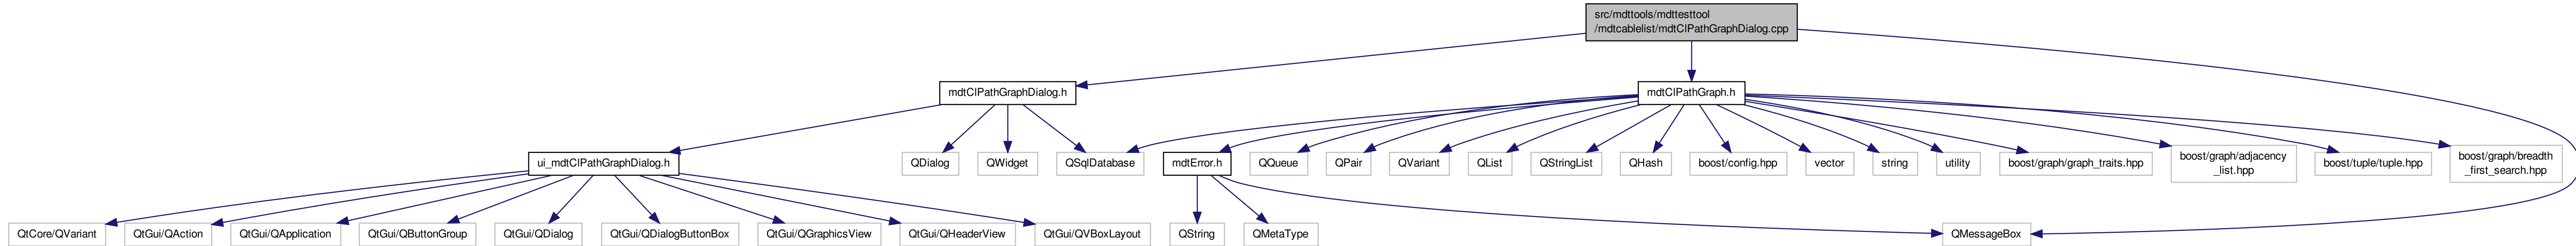 src/mdttools/mdttesttool
/mdtcablelist/mdtClPathGraphDialog.cpp
mdtClPathGraphDialog.h
mdtClPathGraph.h
ui_mdtClPathGraphDialog.h
QDialog
QWidget
QSqlDatabase
mdtError.h
QQueue
QPair
QVariant
QList
QStringList
QHash
boost/config.hpp
vector
string
utility
boost/graph/graph_traits.hpp
boost/graph/adjacency
_list.hpp
boost/tuple/tuple.hpp
boost/graph/breadth
_first_search.hpp
QtCore/QVariant
QtGui/QAction
QtGui/QApplication
QtGui/QButtonGroup
QtGui/QDialog
QtGui/QDialogButtonBox
QtGui/QGraphicsView
QtGui/QHeaderView
QtGui/QVBoxLayout
QString
QMetaType
QMessageBox